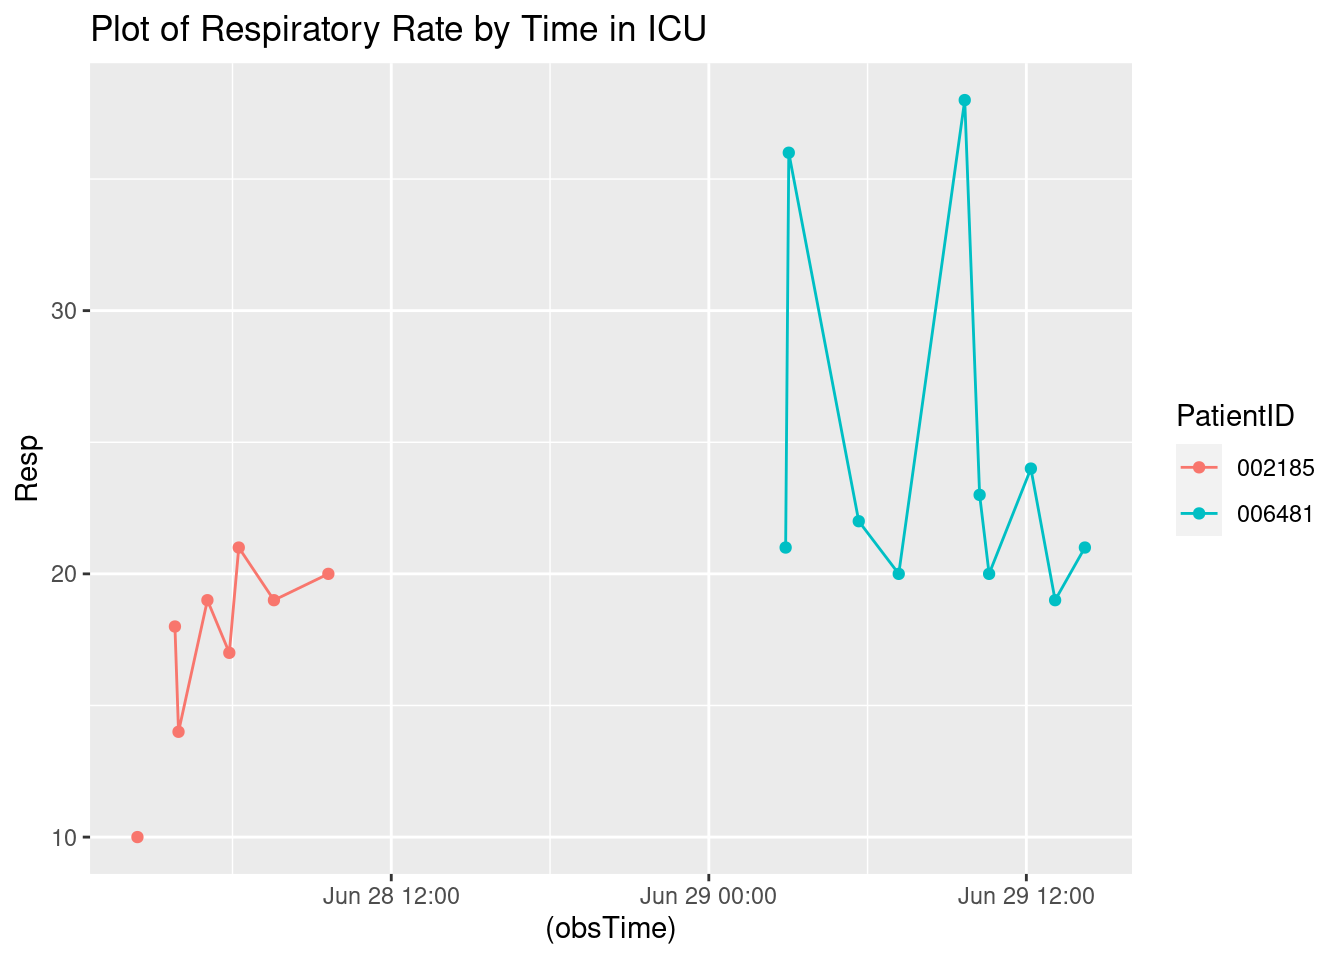 Plot of Respiratory Rate by Time in ICU
Resp
30
20
10
Jun 28 12:00
Jun 29 00:00
Jun 29 12:00
(obsTime)
PatientID
002185
006481